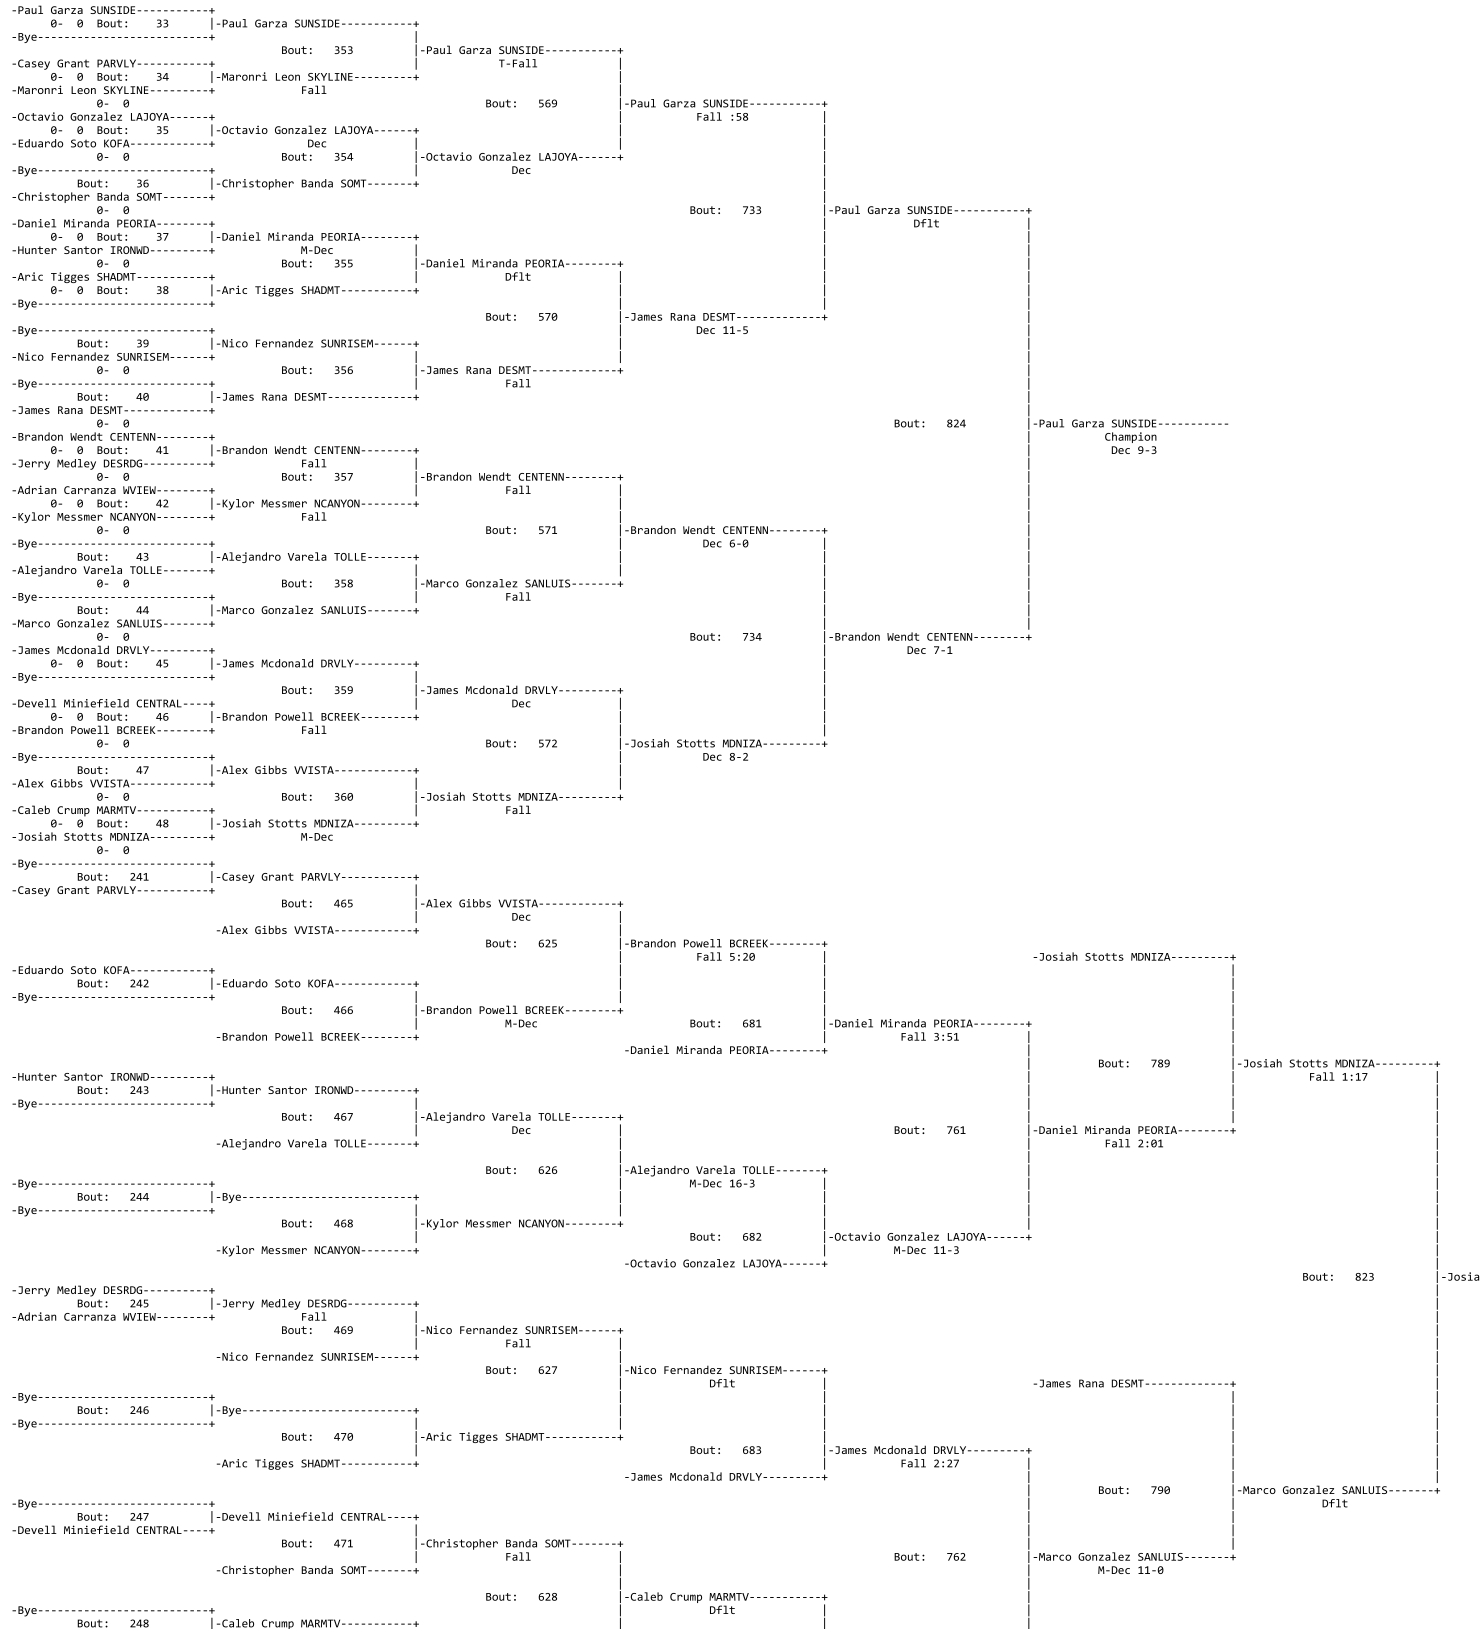 -Paul Garza SUNSIDE-----------+
0- 0 Bout: 33 |-Paul Garza SUNSIDE-----------+
-Bye--------------------------+ |
Bout: 353 |-Paul Garza SUNSIDE-----------+
-Casey Grant PARVLY-----------+ | T-Fall |
0- 0 Bout: 34 |-Maronri Leon SKYLINE---------+ |
-Maronri Leon SKYLINE---------+ Fall |
0- 0 Bout: 569 |-Paul Garza SUNSIDE-----------+
-Octavio Gonzalez LAJOYA------+ | Fall :58 |
0- 0 Bout: 35 |-Octavio Gonzalez LAJOYA------+ | |
-Eduardo Soto KOFA------------+ Dec | | |
0- 0 Bout: 354 |-Octavio Gonzalez LAJOYA------+ |
-Bye--------------------------+ | Dec |
Bout: 36 |-Christopher Banda SOMT-------+ |
-Christopher Banda SOMT-------+ |
0- 0 Bout: 733 |-Paul Garza SUNSIDE-----------+
-Daniel Miranda PEORIA--------+ | Dflt |
0- 0 Bout: 37 |-Daniel Miranda PEORIA--------+ | |
-Hunter Santor IRONWD---------+ M-Dec | | |
0- 0 Bout: 355 |-Daniel Miranda PEORIA--------+ | |
-Aric Tigges SHADMT-----------+ | Dflt | | |
0- 0 Bout: 38 |-Aric Tigges SHADMT-----------+ | | |
-Bye--------------------------+ | | |
Bout: 570 |-James Rana DESMT-------------+ |
-Bye--------------------------+ | Dec 11-5 |
Bout: 39 |-Nico Fernandez SUNRISEM------+ | |
-Nico Fernandez SUNRISEM------+ | | |
0- 0 Bout: 356 |-James Rana DESMT-------------+ |
-Bye--------------------------+ | Fall |
Bout: 40 |-James Rana DESMT-------------+ |
-James Rana DESMT-------------+ |
0- 0 Bout: 824 |-Paul Garza SUNSIDE-----------
-Brandon Wendt CENTENN--------+ | Champion
0- 0 Bout: 41 |-Brandon Wendt CENTENN--------+ | Dec 9-3
-Jerry Medley DESRDG----------+ Fall | |
0- 0 Bout: 357 |-Brandon Wendt CENTENN--------+ |
-Adrian Carranza WVIEW--------+ | Fall | |
0- 0 Bout: 42 |-Kylor Messmer NCANYON--------+ | |
-Kylor Messmer NCANYON--------+ Fall | |
0- 0 Bout: 571 |-Brandon Wendt CENTENN--------+ |
-Bye--------------------------+ | Dec 6-0 | |
Bout: 43 |-Alejandro Varela TOLLE-------+ | | |
-Alejandro Varela TOLLE-------+ | | | |
0- 0 Bout: 358 |-Marco Gonzalez SANLUIS-------+ | |
-Bye--------------------------+ | Fall | |
Bout: 44 |-Marco Gonzalez SANLUIS-------+ | |
-Marco Gonzalez SANLUIS-------+ | |
0- 0 Bout: 734 |-Brandon Wendt CENTENN--------+
-James Mcdonald DRVLY---------+ | Dec 7-1
0- 0 Bout: 45 |-James Mcdonald DRVLY---------+ |
-Bye--------------------------+ | |
Bout: 359 |-James Mcdonald DRVLY---------+ |
-Devell Miniefield CENTRAL----+ | Dec | |
0- 0 Bout: 46 |-Brandon Powell BCREEK--------+ | |
-Brandon Powell BCREEK--------+ Fall | |
0- 0 Bout: 572 |-Josiah Stotts MDNIZA---------+
-Bye--------------------------+ | Dec 8-2
Bout: 47 |-Alex Gibbs VVISTA------------+ |
-Alex Gibbs VVISTA------------+ | |
0- 0 Bout: 360 |-Josiah Stotts MDNIZA---------+
-Caleb Crump MARMTV-----------+ | Fall
0- 0 Bout: 48 |-Josiah Stotts MDNIZA---------+
-Josiah Stotts MDNIZA---------+ M-Dec
0- 0
-Bye--------------------------+
Bout: 241 |-Casey Grant PARVLY-----------+
-Casey Grant PARVLY-----------+ |
Bout: 465 |-Alex Gibbs VVISTA------------+
| Dec |
-Alex Gibbs VVISTA------------+ |
Bout: 625 |-Brandon Powell BCREEK--------+
| Fall 5:20 | -Josiah Stotts MDNIZA---------+
-Eduardo Soto KOFA------------+ | | |
Bout: 242 |-Eduardo Soto KOFA------------+ | | |
-Bye--------------------------+ | | | |
Bout: 466 |-Brandon Powell BCREEK--------+ | |
| M-Dec Bout: 681 |-Daniel Miranda PEORIA--------+ |
-Brandon Powell BCREEK--------+ | Fall 3:51 | |
-Daniel Miranda PEORIA--------+ | |
| Bout: 789 |-Josiah Stotts MDNIZA---------+
-Hunter Santor IRONWD---------+ | | Fall 1:17 |
Bout: 243 |-Hunter Santor IRONWD---------+ | | |
-Bye--------------------------+ | | | |
Bout: 467 |-Alejandro Varela TOLLE-------+ | | |
| Dec | Bout: 761 |-Daniel Miranda PEORIA--------+ |
-Alejandro Varela TOLLE-------+ | | Fall 2:01 |
| | |
Bout: 626 |-Alejandro Varela TOLLE-------+ | |
-Bye--------------------------+ | M-Dec 16-3 | | |
Bout: 244 |-Bye--------------------------+ | | | |
-Bye--------------------------+ | | | | |
Bout: 468 |-Kylor Messmer NCANYON--------+ | | |
| Bout: 682 |-Octavio Gonzalez LAJOYA------+ |
-Kylor Messmer NCANYON--------+ | M-Dec 11-3 |
-Octavio Gonzalez LAJOYA------+ |
Bout: 823 |-Josia
-Jerry Medley DESRDG----------+ |
Bout: 245 |-Jerry Medley DESRDG----------+ |
-Adrian Carranza WVIEW--------+ Fall | |
Bout: 469 |-Nico Fernandez SUNRISEM------+ |
| Fall | |
-Nico Fernandez SUNRISEM------+ | |
Bout: 627 |-Nico Fernandez SUNRISEM------+ |
| Dflt | -James Rana DESMT-------------+ |
-Bye--------------------------+ | | | |
Bout: 246 |-Bye--------------------------+ | | | |
-Bye--------------------------+ | | | | |
Bout: 470 |-Aric Tigges SHADMT-----------+ | | |
| Bout: 683 |-James Mcdonald DRVLY---------+ | |
-Aric Tigges SHADMT-----------+ | Fall 2:27 | | |
-James Mcdonald DRVLY---------+ | | |
| Bout: 790 |-Marco Gonzalez SANLUIS-------+
-Bye--------------------------+ | | Dflt
Bout: 247 |-Devell Miniefield CENTRAL----+ | |
-Devell Miniefield CENTRAL----+ | | |
Bout: 471 |-Christopher Banda SOMT-------+ | |
| Fall | Bout: 762 |-Marco Gonzalez SANLUIS-------+
-Christopher Banda SOMT-------+ | | M-Dec 11-0
| |
Bout: 628 |-Caleb Crump MARMTV-----------+ |
-Bye--------------------------+ | Dflt | |
Bout: 248 |-Caleb Crump MARMTV-----------+ | | |